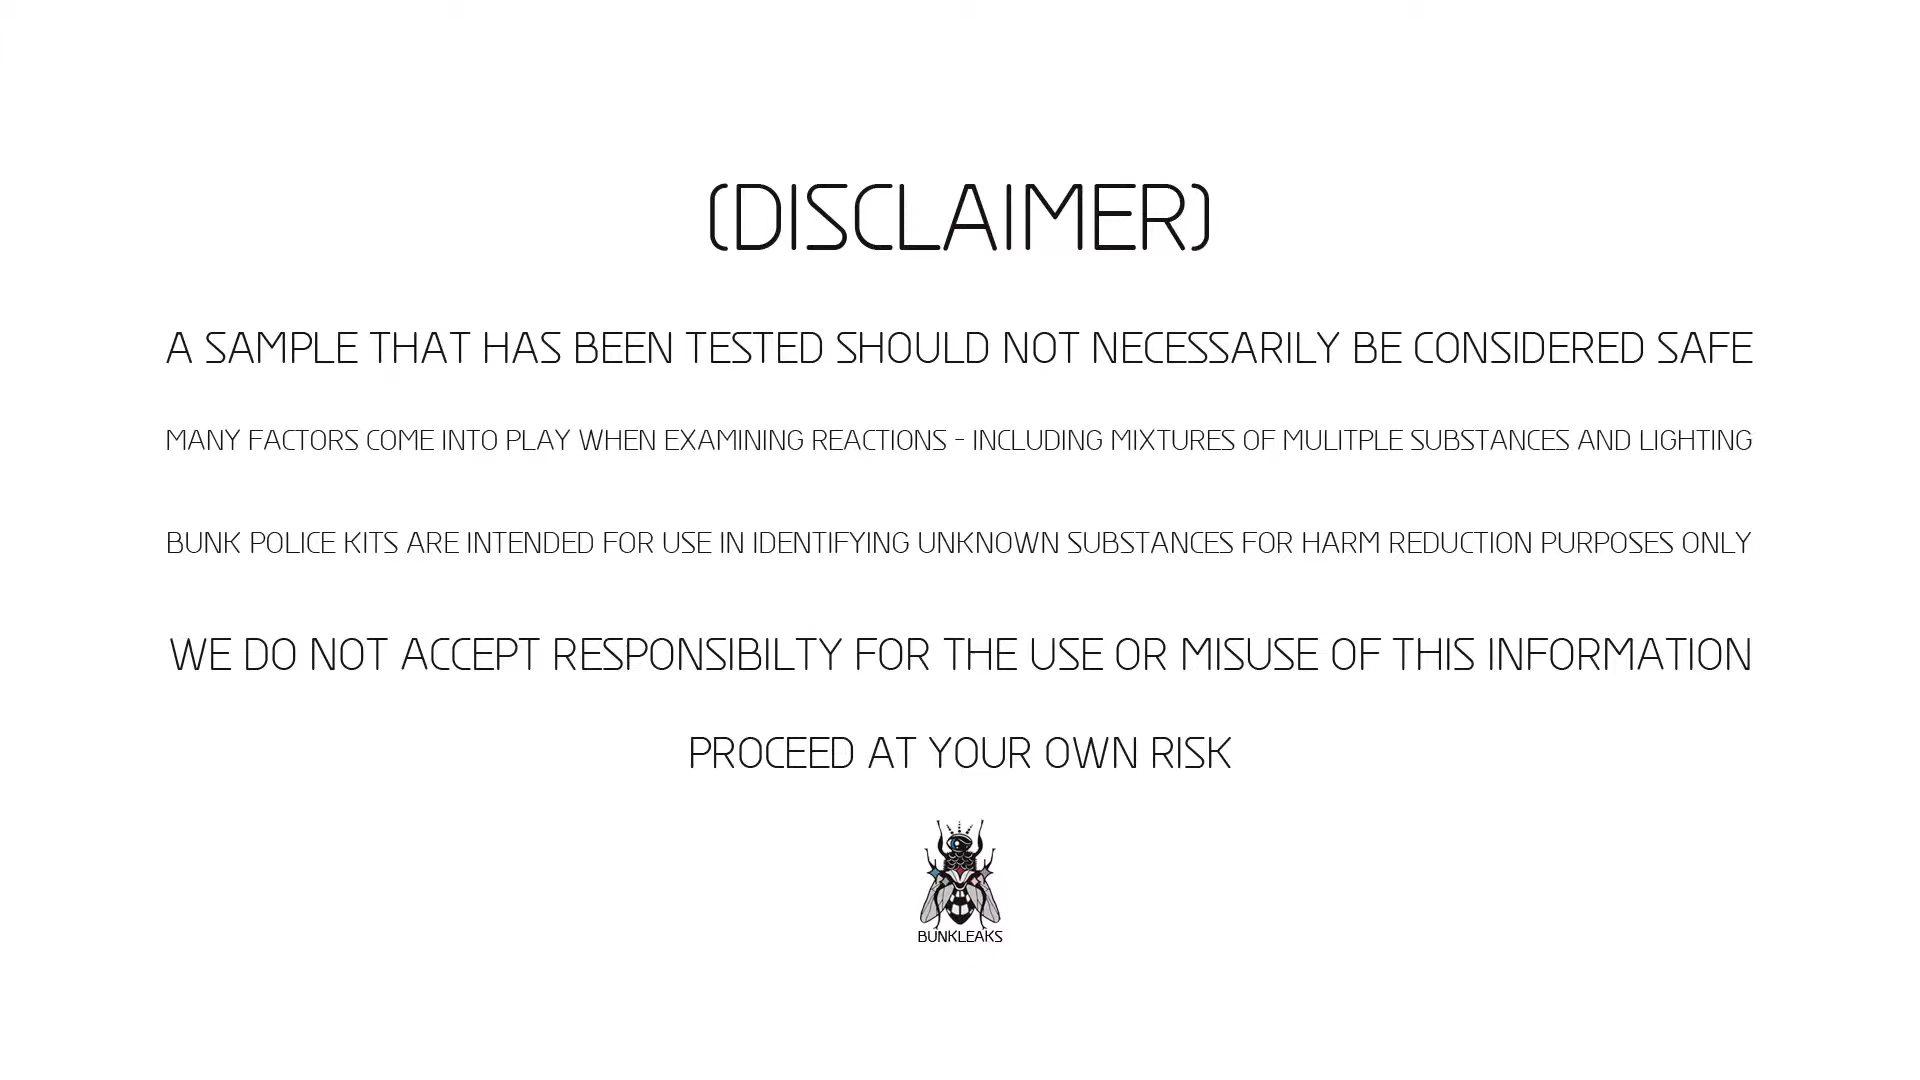 (DISCLAIMER)
A SAMPLE THAT HAS BEEN TESTED SHOULD NOT NECESSARILY BE CONSIDERED SAFE
MANY FACTORS COME INTO PLAY WHEN EXAMINING REACTIONS - INCLUDING MIXTURES OF MULITPLE SUBSTANCES AND LIGHTING
BUNK POLICE KITS ARE INTENDED FOR USE IN IDENTIFYING UNKNOWN SUBSTANCES FOR HARM REDUCTION PURPOSES ONLY
WE DO NOT ACCEPT RESPONSIBILTY FOR THE USE OR MISUSE OF THIS INFORMATION
PROCEED AT YOUR OWN RISK
BUNKLEAKS